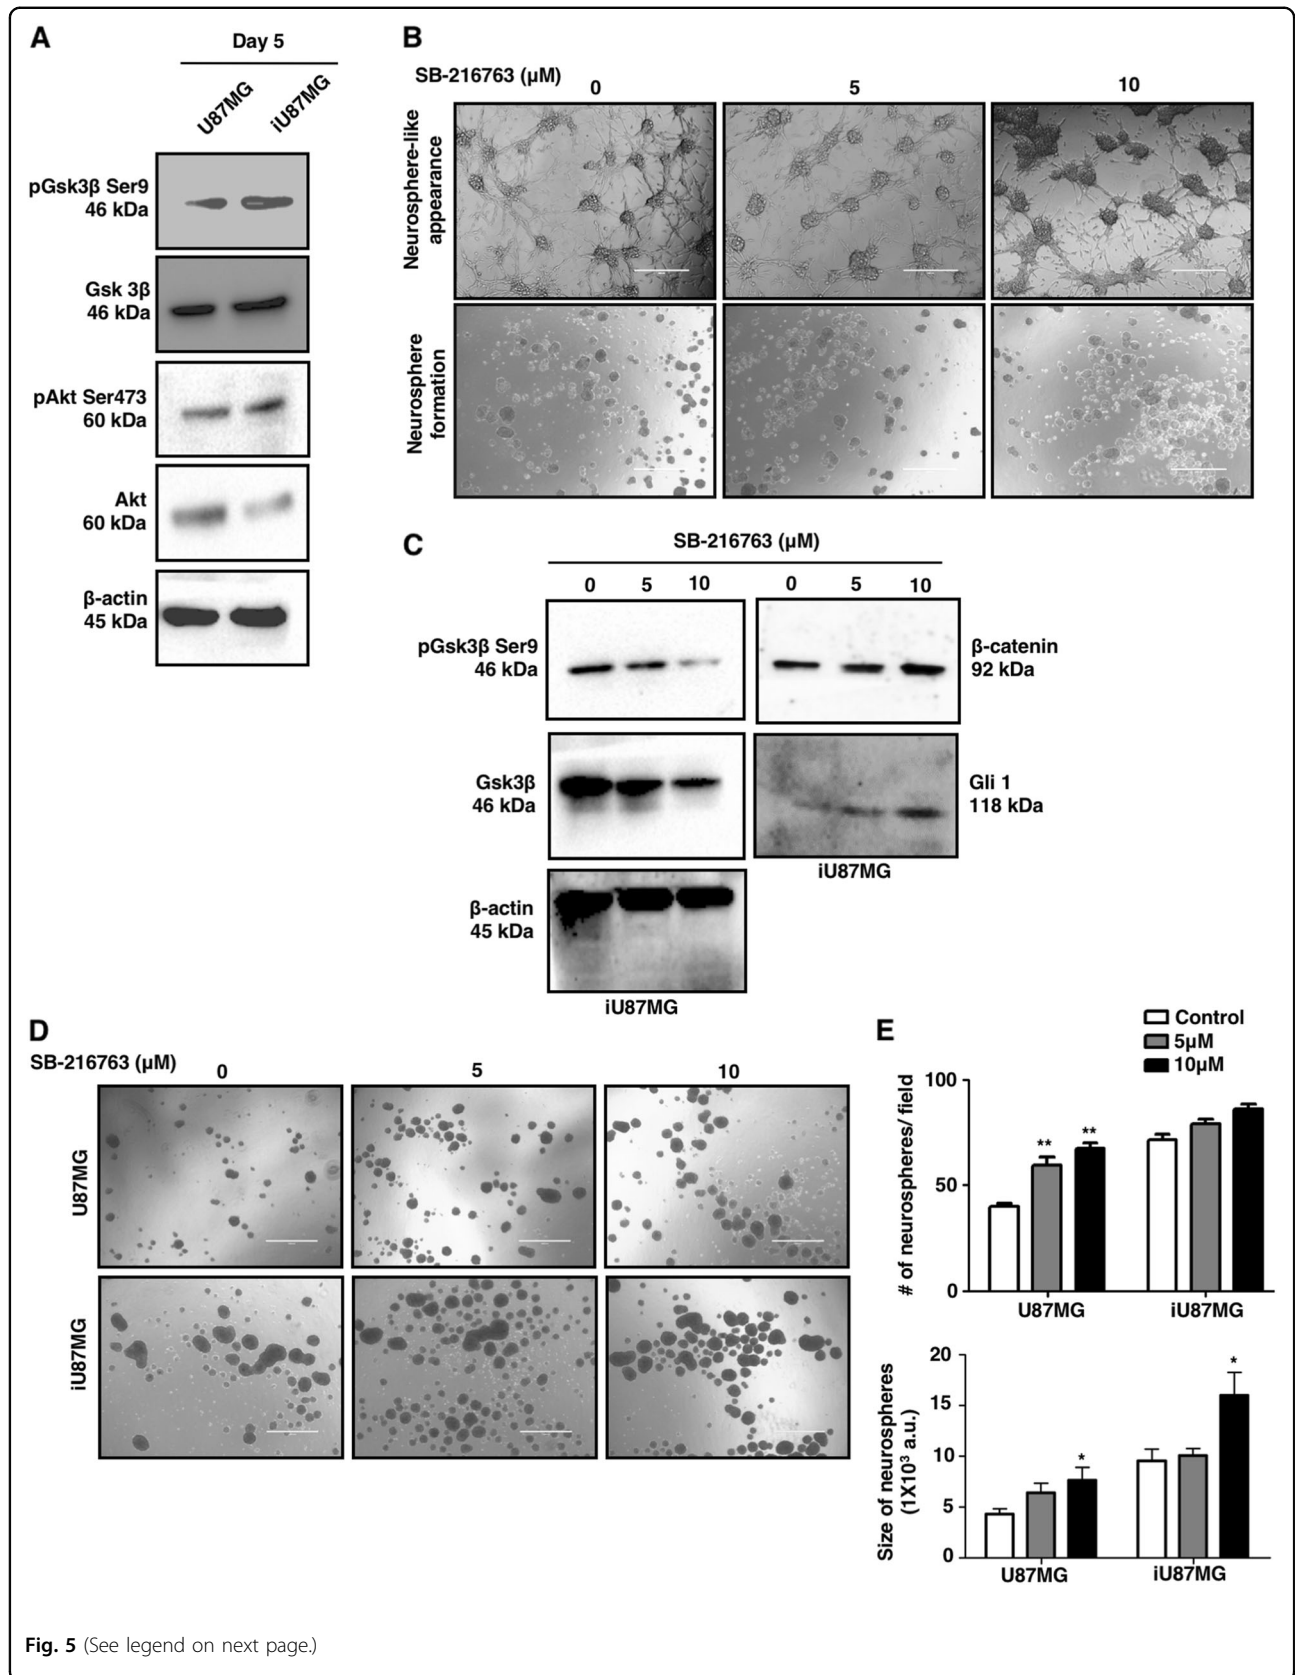 A
Day 5
U87MG
iU87MG
pGsk3β Ser9
46 kDa
Gsk 3β
46 kDa
pAkt Ser473
60 kDa
Akt
60 kDa
β-actin
45 kDa
B
SB-216763 (µM)
0
5
10
Neurosphere-like
appearance
Neurosphere
formation
C
SB-216763 (µM)
0 5 10
0 5 10
pGsk3β Ser9
46 kDa
β-catenin
92 kDa
Gsk3β
46 kDa
Gli 1
118 kDa
iU87MG
β-actin
45 kDa
iU87MG
D
SB-216763 (µM)
0
5
10
U87MG
iU87MG
E
Control
5µM
10µM
# of neurospheres/ field
100
50
0
** **
U87MG
iU87MG
Size of neurospheres
(1X10³ a.u.)
20
15
10
5
0
*
*
U87MG
iU87MG
Fig. 5 (See legend on next page.)